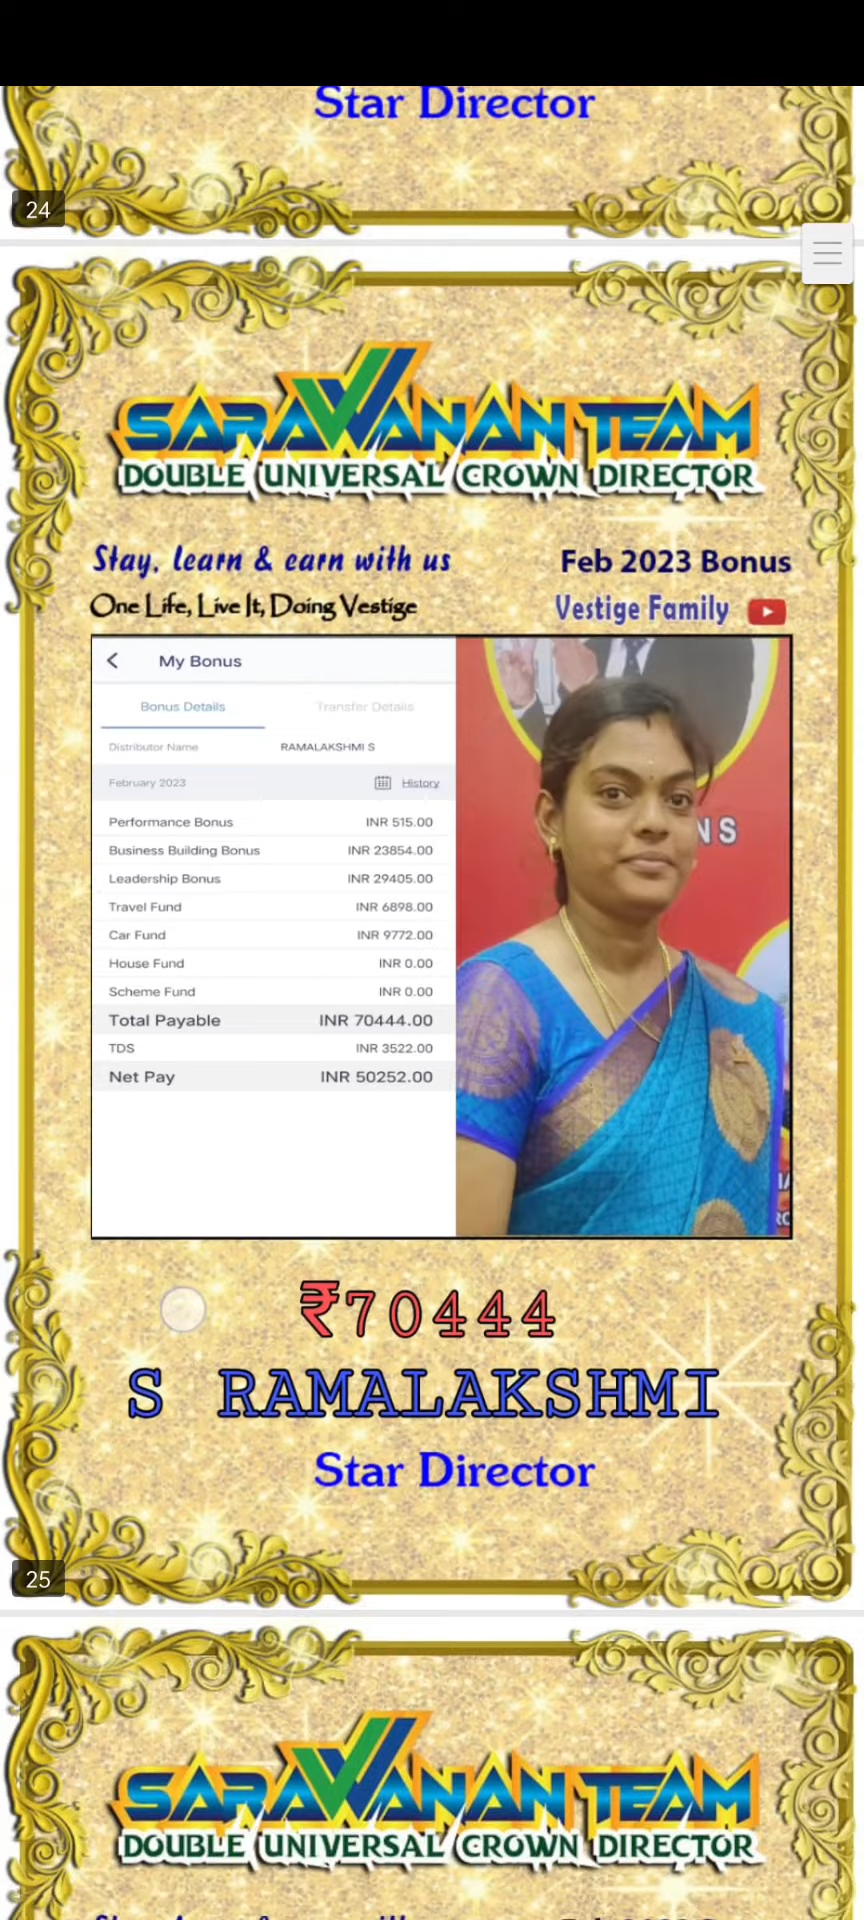 Star Director
24
SARAVANAN TEAM
DOUBLE UNIVERSAL CROWN DIRECTOR
Stay, learn & earn with us
Feb 2023 Bonus
One Life, Live It, Doing Vestige
Vestige Family
My Bonus
Bonus Details Transfer Details
Distributor Name RAMALAKSHMI S
February 2023 History
Performance Bonus INR 515.00
Business Building Bonus INR 23854.00
Leadership Bonus INR 29405.00
Travel Fund INR 6898.00
Car Fund INR 9772.00
House Fund INR 0.00
Scheme Fund INR 0.00
Total Payable INR 70444.00
TDS INR 3522.00
Net Pay INR 50252.00
NS
₹70444
S RAMALAKSHMI
Star Director
25
SARAVANAN TEAM
DOUBLE UNIVERSAL CROWN DIRECTOR